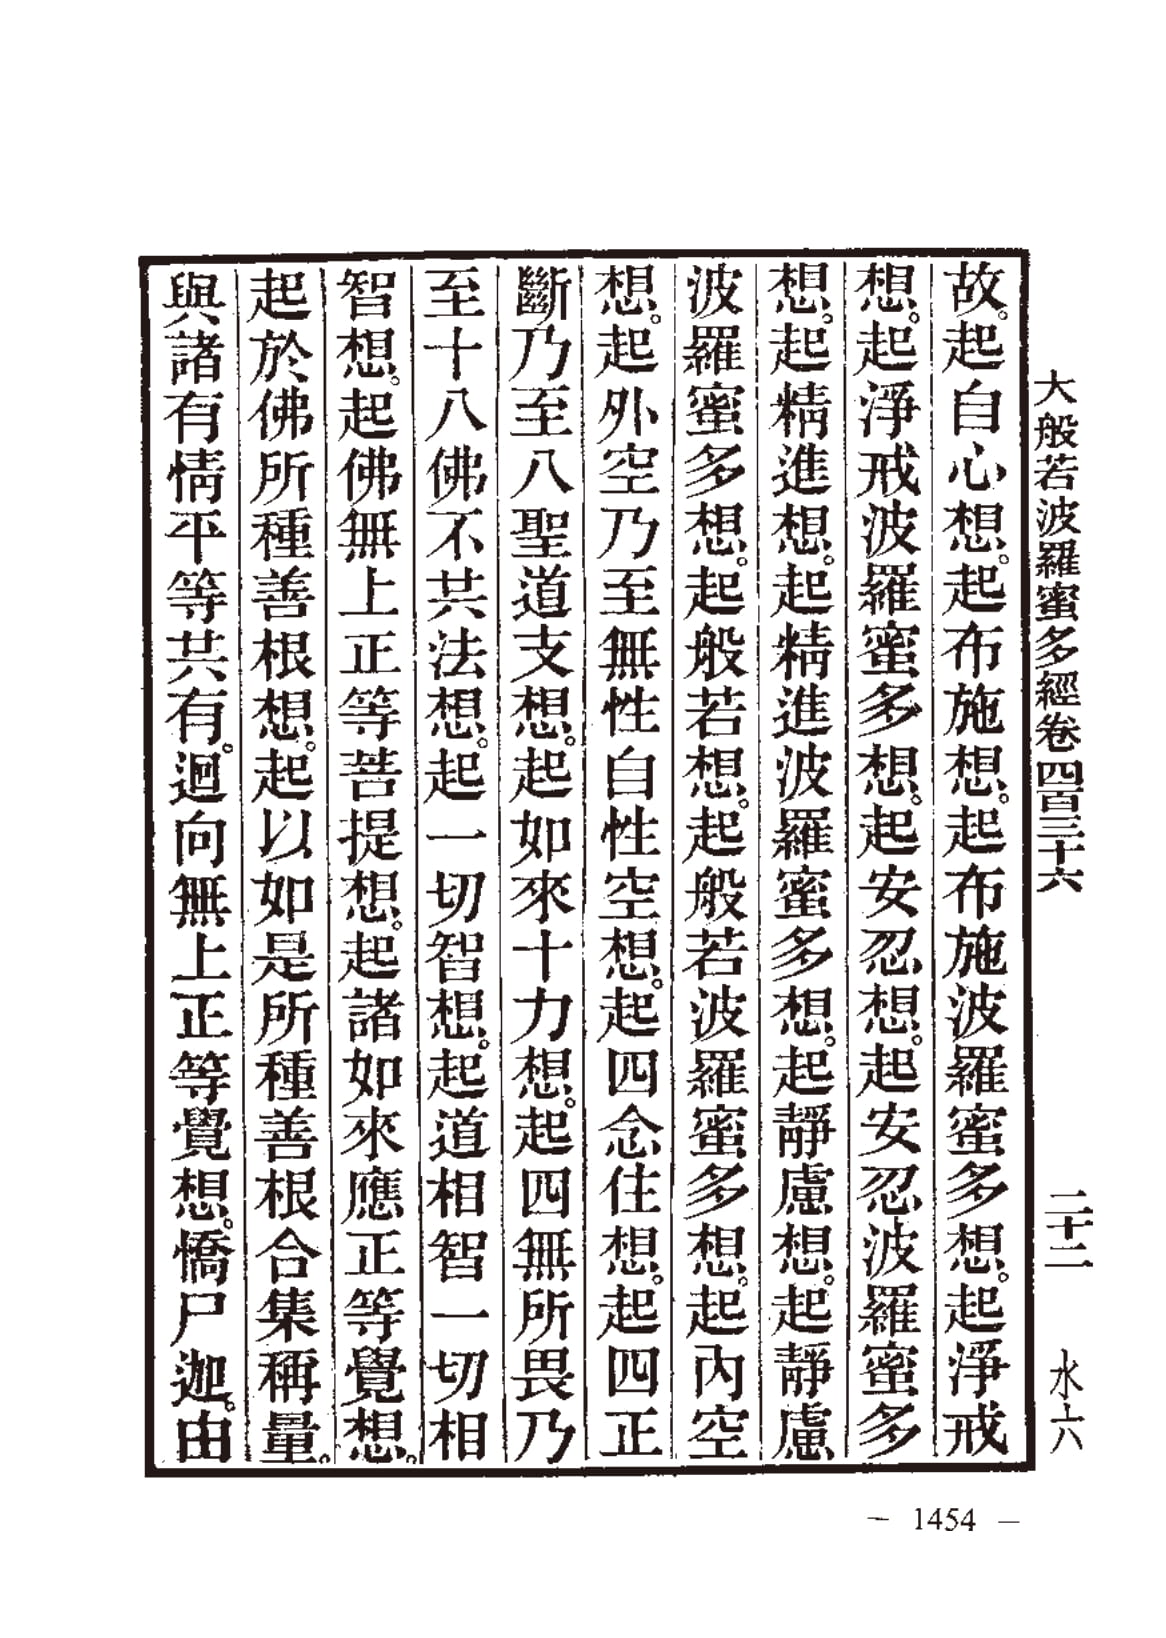 大般若波羅蜜多經卷四百三十六 二十二 水六
故。起自心想。起布施想。起布施波羅蜜多想。起淨戒
想。起淨戒波羅蜜多想。起安忍想。起安忍波羅蜜多
想。起精進想。起精進波羅蜜多想。起靜慮想。起靜慮
波羅蜜多想。起般若想。起般若波羅蜜多想。起內空
想。起外空乃至無性自性空想。起四念住想。起四正
斷乃至八聖道支想。起如來十力想。起四無所畏乃
至十八佛不共法想。起一切智想。起道相智一切相
智想。起佛無上正等菩提想。起諸如來應正等覺想。
起於佛所種善根想。起以如是所種善根合集稱量。
與諸有情平等共有。迴向無上正等覺想。憍尸迦。由
— 1454 —